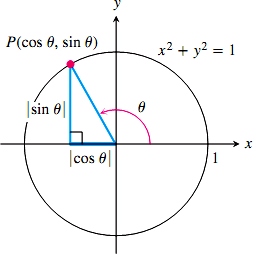 y
P(cos θ, sin θ)
x² + y² = 1
|sin θ|
θ
x
|cos θ|
1